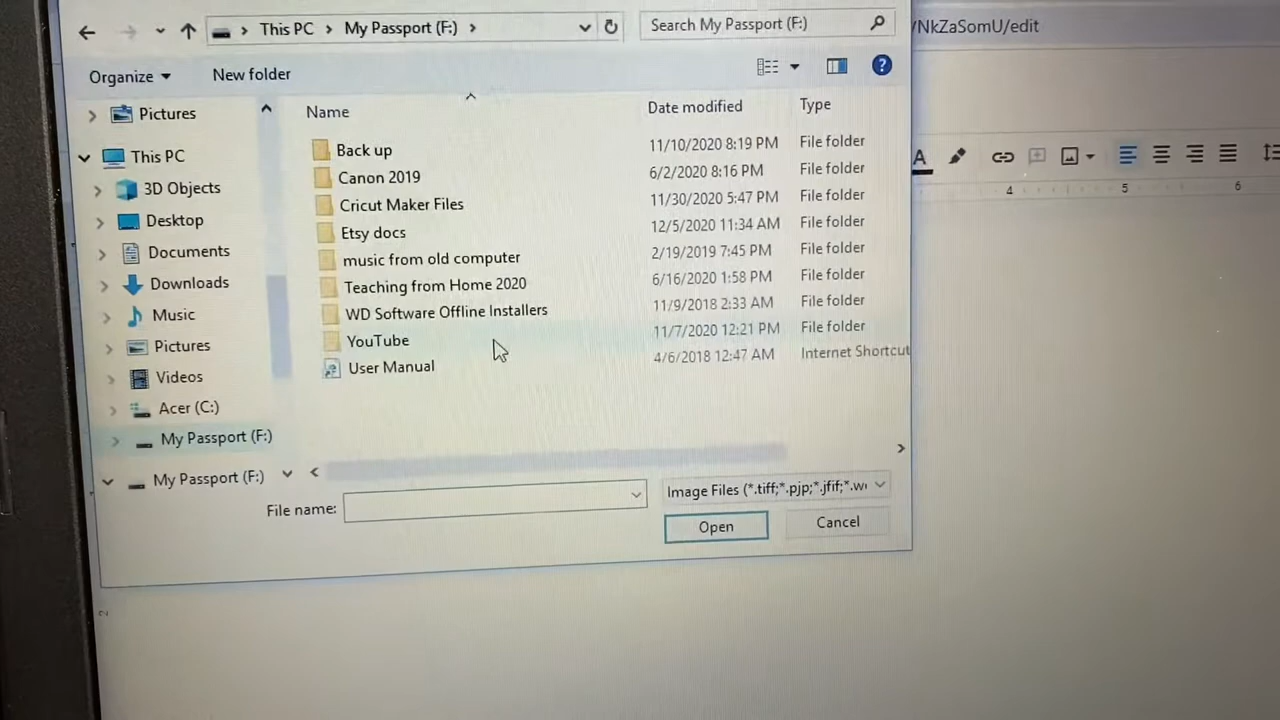 This PC > My Passport (F:) >
Search My Passport (F:)
/NkZaSomU/edit
Organize
New folder
Name
Date modified
Type
Pictures
This PC
3D Objects
Desktop
Documents
Downloads
Music
Pictures
Videos
Acer (C:)
My Passport (F:)
My Passport (F:)
Back up 11/10/2020 8:19 PM File folder
Canon 2019 6/2/2020 8:16 PM File folder
Cricut Maker Files 11/30/2020 5:47 PM File folder
Etsy docs 12/5/2020 11:34 AM File folder
music from old computer 2/19/2019 7:45 PM File folder
Teaching from Home 2020 6/16/2020 1:58 PM File folder
WD Software Offline Installers 11/9/2018 2:33 AM File folder
YouTube 11/7/2020 12:21 PM File folder
User Manual 4/6/2018 12:47 AM Internet Shortcut
File name:
Image Files (*.tiff;*.pjp;*.jfif;*.w
Open
Cancel
A
4 5 6
2